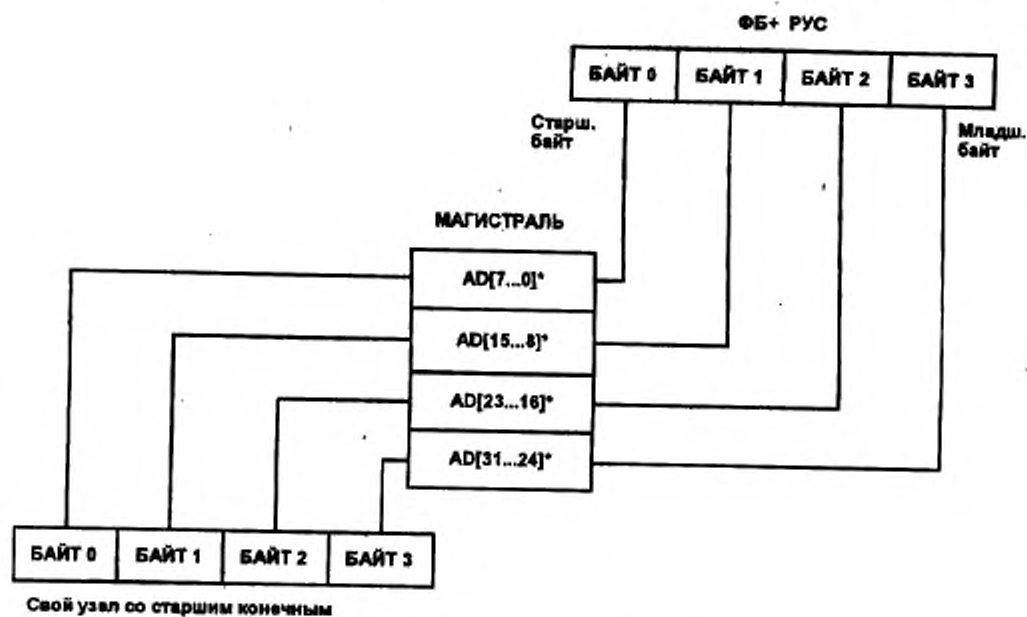 ФБ+ РУС
БАЙТ 0 БАЙТ 1 БАЙТ 2 БАЙТ 3
Старш.
байт
Младш.
байт
МАГИСТРАЛЬ
AD[7...0]*
AD[15...8]*
AD[23...16]*
AD[31...24]*
БАЙТ 0 БАЙТ 1 БАЙТ 2 БАЙТ 3
Свой узел со старшим конечным